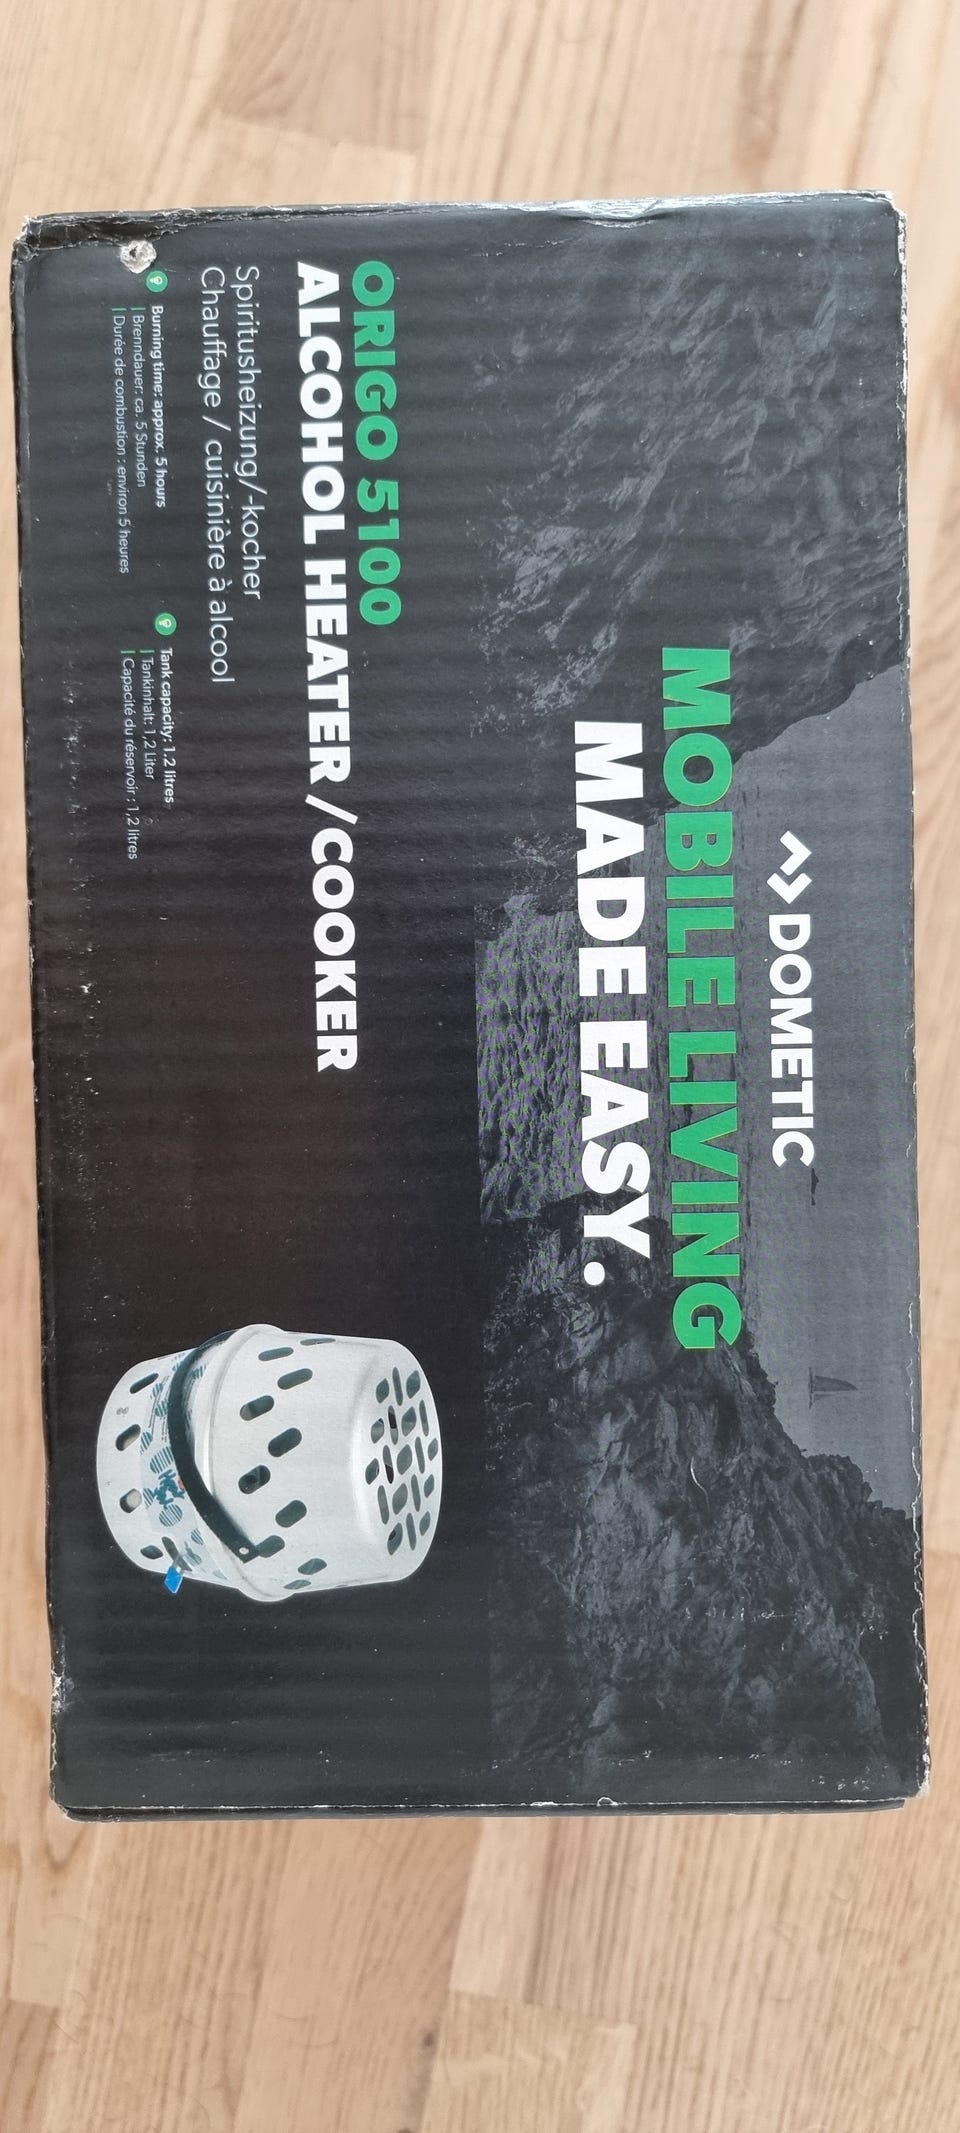 DOMETIC
MOBILE LIVING
MADE EASY.
ORIGO 5100
ALCOHOL HEATER /COOKER
Spiritusheizung/-kocher
Chauffage / cuisinière à alcool
Burning time: approx. 5 hours
Brenndauer: ca. 5 Stunden
Durée de combustion : environ 5 heures
Tank capacity: 1.2 litres
Tankinhalt: 1,2 Liter
Capacité du réservoir : 1,2 litres